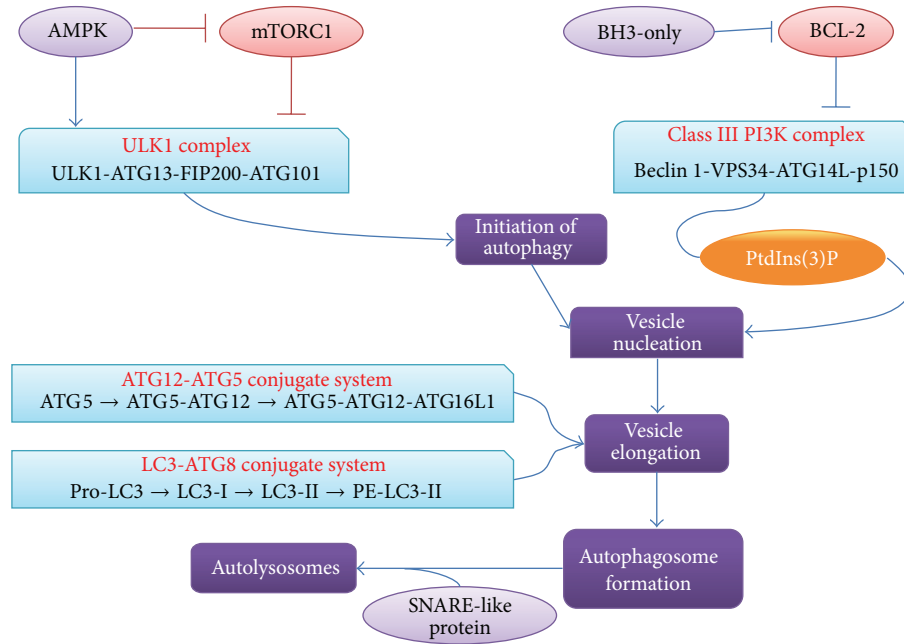 AMPK
mTORC1
BH3-only
BCL-2
ULK1 complex
ULK1-ATG13-FIP200-ATG101
Class III PI3K complex
Beclin 1-VPS34-ATG14L-p150
Initiation of
autophagy
PtdIns(3)P
Vesicle
nucleation
ATG12-ATG5 conjugate system
ATG5 → ATG5-ATG12 → ATG5-ATG12-ATG16L1
Vesicle
elongation
LC3-ATG8 conjugate system
Pro-LC3 → LC3-I → LC3-II → PE-LC3-II
Autolysosomes
Autophagosome
formation
SNARE-like
protein